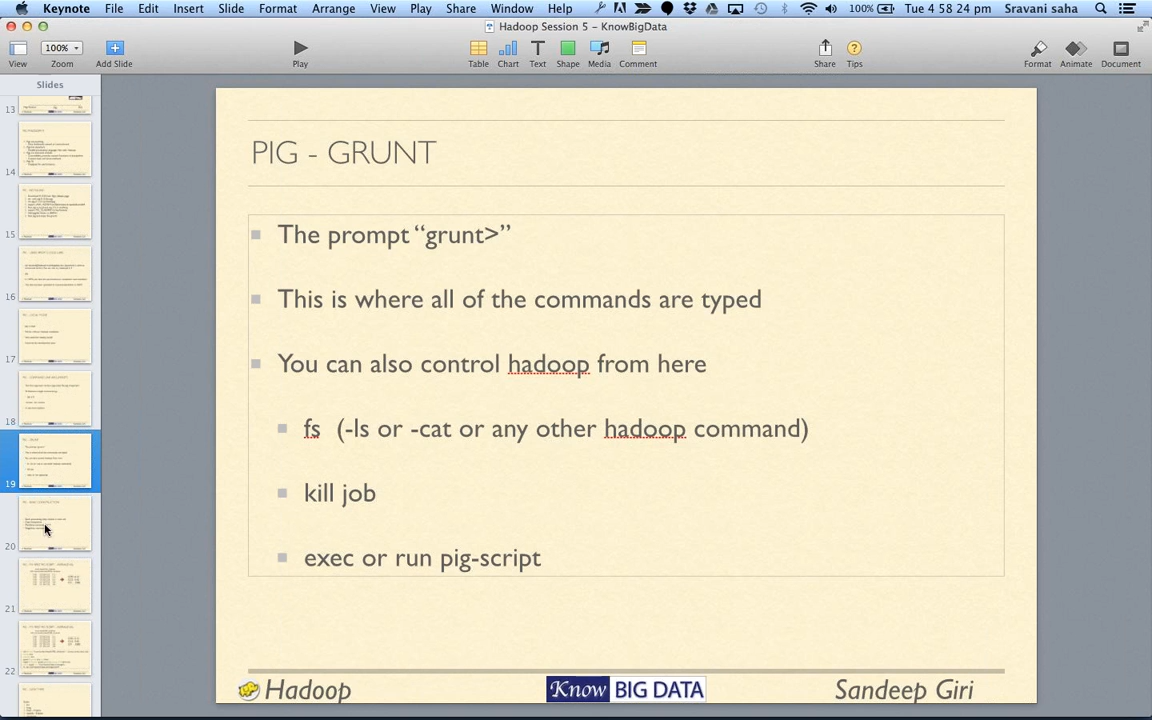 Keynote File Edit Insert Slide Format Arrange View Play Share Window Help 100% Tue 4 58 24 pm Sravani saha
Hadoop Session 5 – KnowBigData
100%
View Zoom Add Slide Play Table Chart Text Shape Media Comment Share Tips Format Animate Document
Slides
13
14
15
16
17
18
19
20
21
22
PIG - GRUNT
The prompt “grunt>”
This is where all of the commands are typed
You can also control hadoop from here
fs (-ls or -cat or any other hadoop command)
kill job
exec or run pig-script
Hadoop Know BIG DATA Sandeep Giri